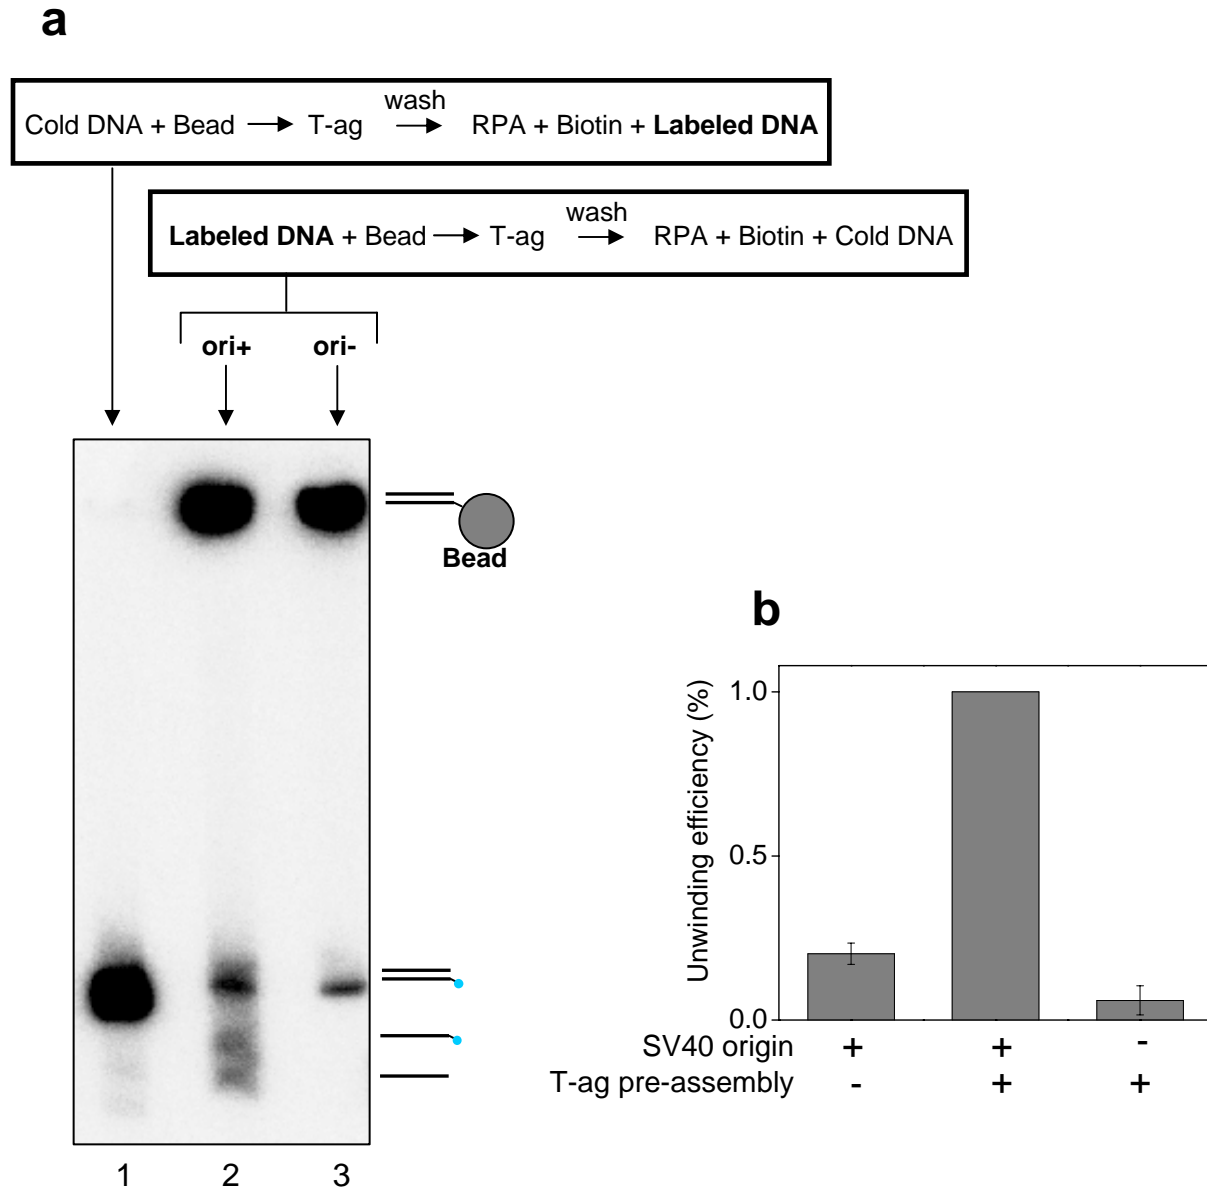 a
wash
Cold DNA + Bead → T-ag → RPA + Biotin + Labeled DNA
wash
Labeled DNA + Bead → T-ag → RPA + Biotin + Cold DNA
ori+ ori-
Bead
1 2 3
b
Unwinding efficiency (%)
1.0
0.5
0.0
SV40 origin + + -
T-ag pre-assembly - + +